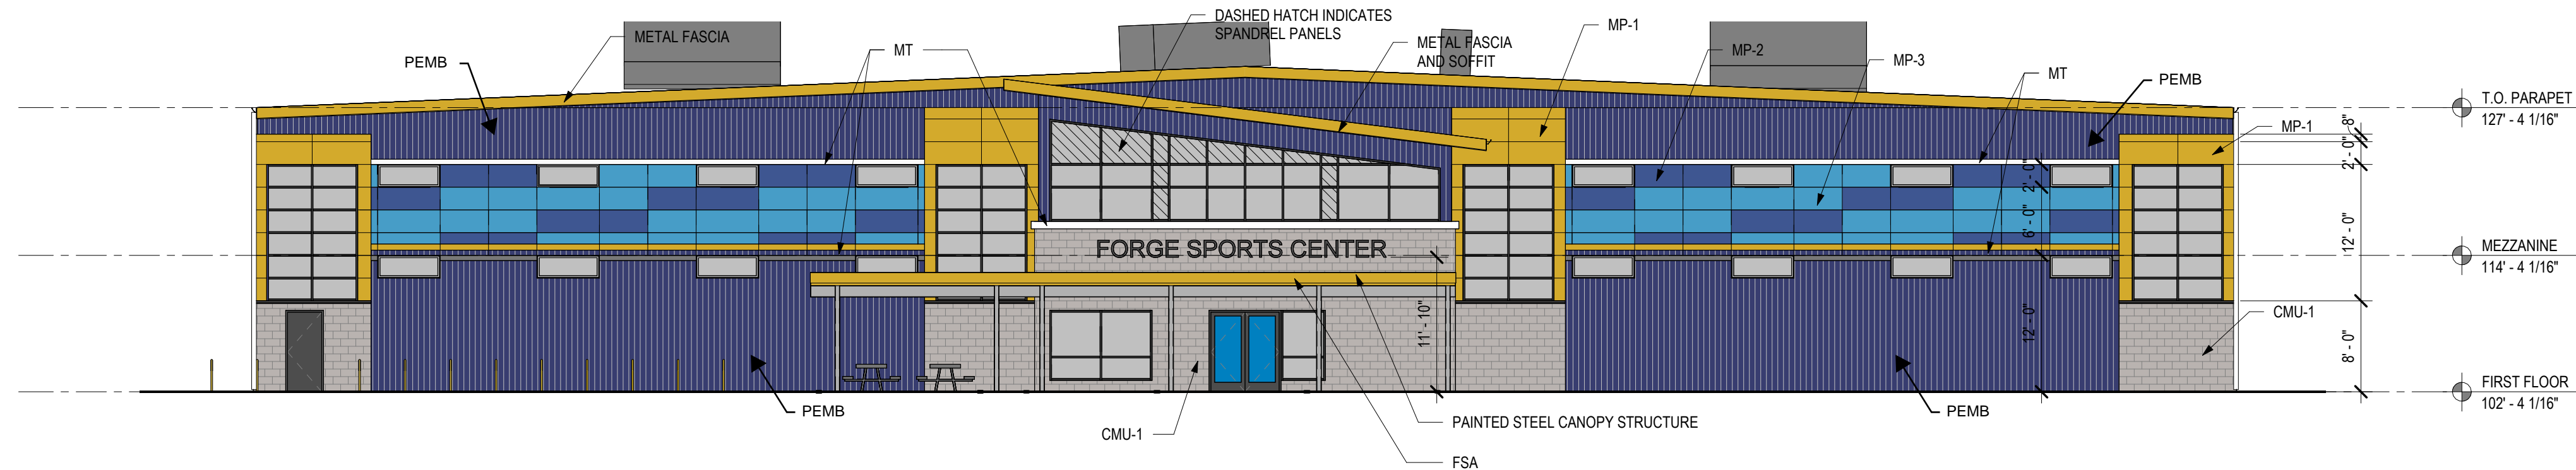 DASHED HATCH INDICATES
SPANDREL PANELS
METAL FASCIA
MP-1
METAL FASCIA
AND SOFFIT
MT
MP-2
PEMB
MP-3
MT
PEMB
T.O. PARAPET
127' - 4 1/16"
8"
MP-1
2' - 0"
2' - 0"
6' - 0"
12' - 0"
FORGE SPORTS CENTER
MEZZANINE
114' - 4 1/16"
CMU-1
11' - 10"
12' - 0"
8' - 0"
FIRST FLOOR
102' - 4 1/16"
PEMB
PEMB
PAINTED STEEL CANOPY STRUCTURE
CMU-1
FSA